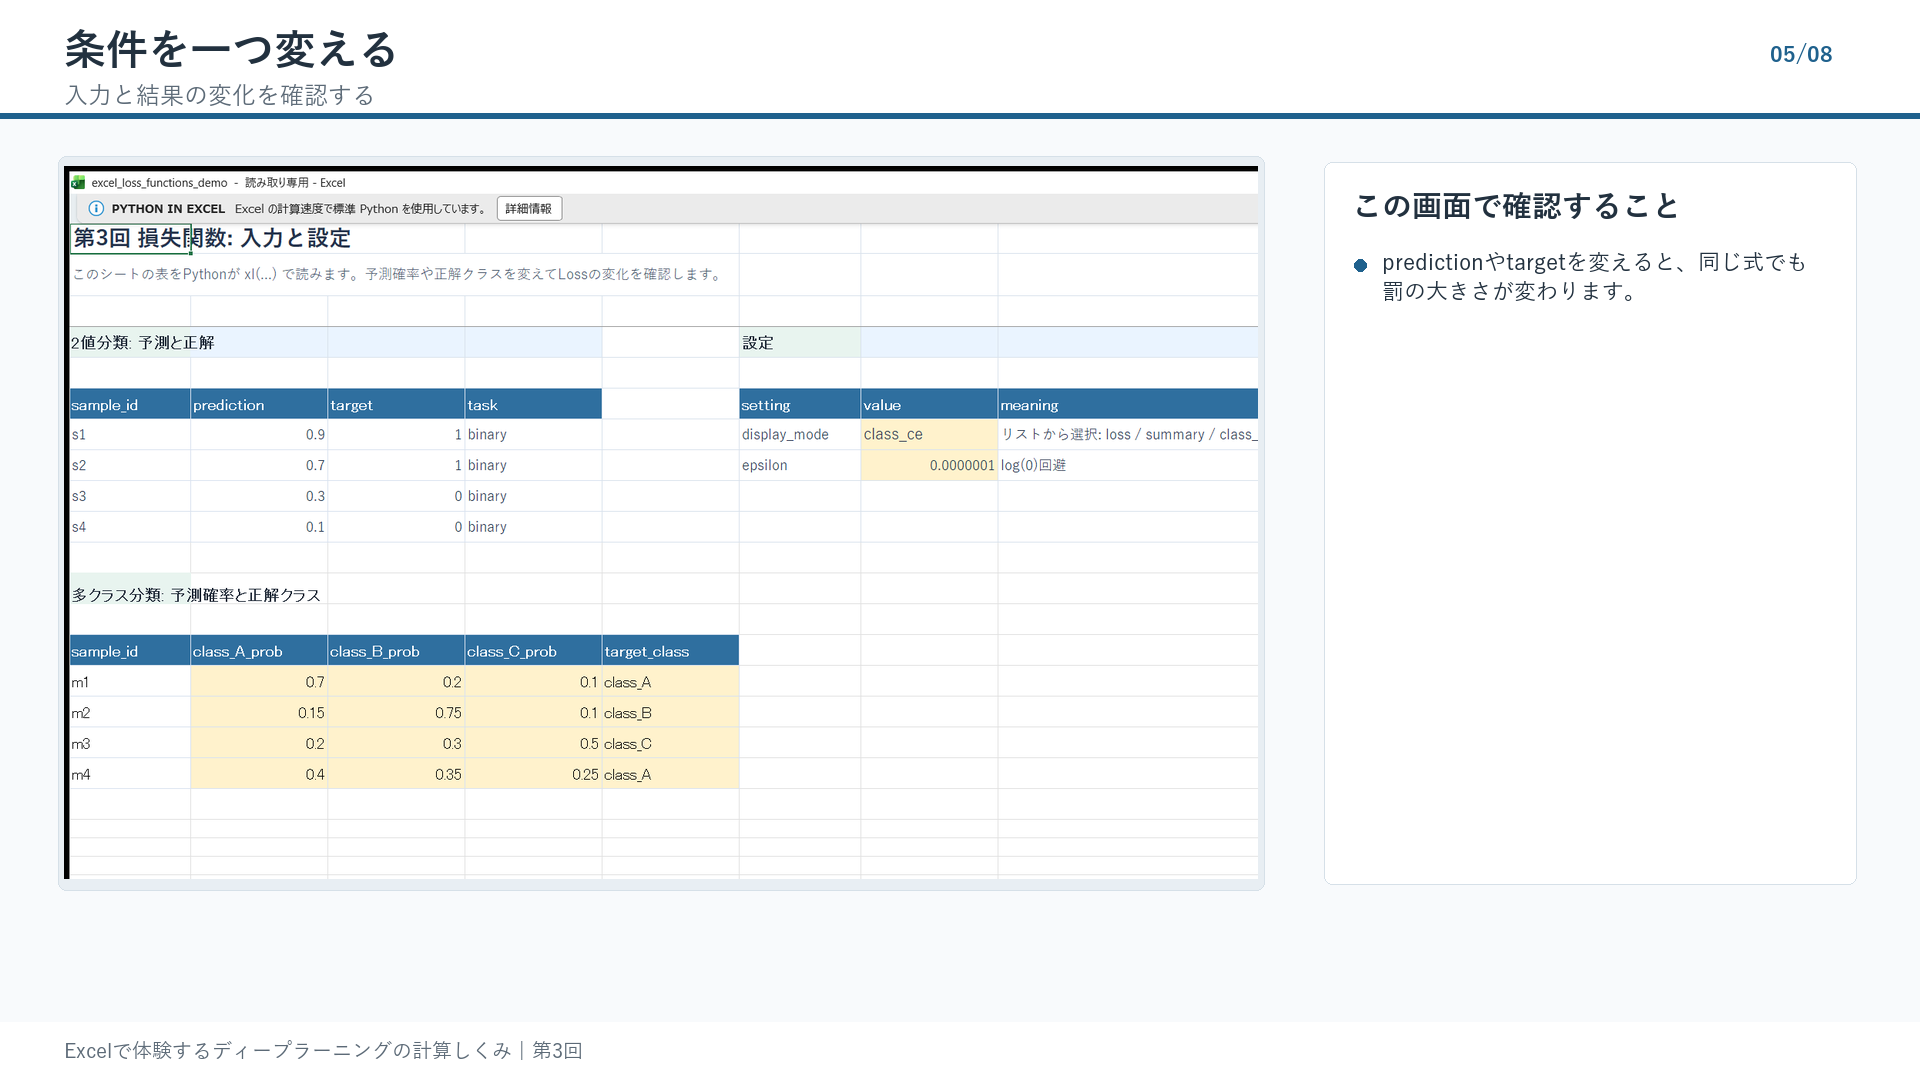 条件を一つ変える
入力と結果の変化を確認する
05/08
excel_loss_functions_demo - 読み取り専用 - Excel
PYTHON IN EXCEL Excel の計算速度で標準 Python を使用しています。 詳細情報
第3回 損失関数: 入力と設定
このシートの表をPythonが xl(...) で読みます。予測確率や正解クラスを変えてLossの変化を確認します。
2値分類: 予測と正解 設定
sample_id prediction target task setting value meaning
s1 0.9 1 binary display_mode class_ce リストから選択: loss / summary / class_
s2 0.7 1 binary epsilon 0.0000001 log(0)回避
s3 0.3 0 binary
s4 0.1 0 binary
多クラス分類: 予測確率と正解クラス
sample_id class_A_prob class_B_prob class_C_prob target_class
m1 0.7 0.2 0.1 class_A
m2 0.15 0.75 0.1 class_B
m3 0.2 0.3 0.5 class_C
m4 0.4 0.35 0.25 class_A
この画面で確認すること
predictionやtargetを変えると、同じ式でも
罰の大きさが変わります。
Excelで体験するディープラーニングの計算しくみ｜第3回